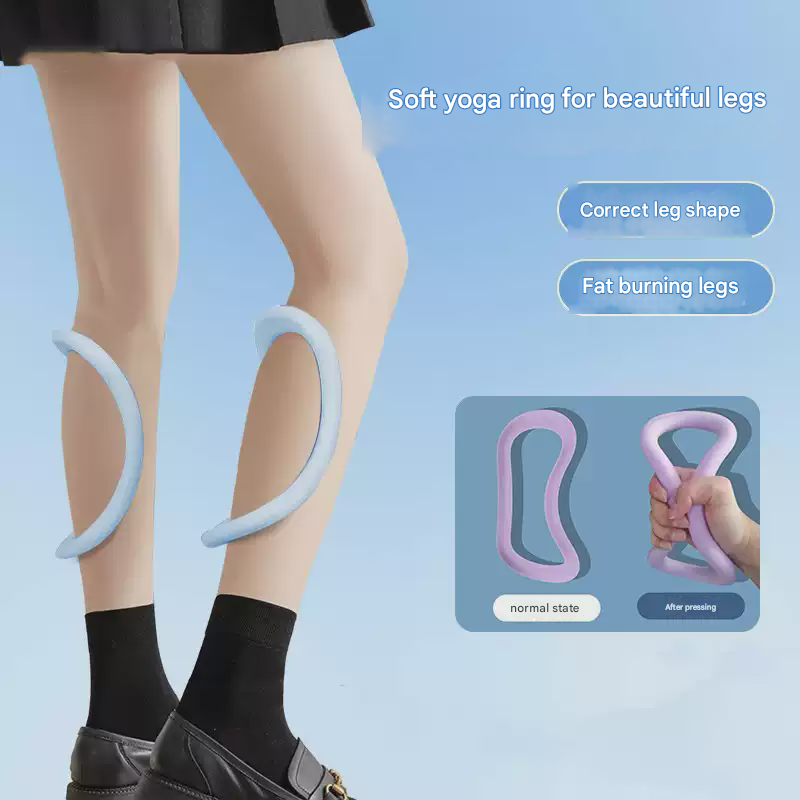 Soft yoga ring for beautiful legs
Correct leg shape
Fat burning legs
normal state
After pressing